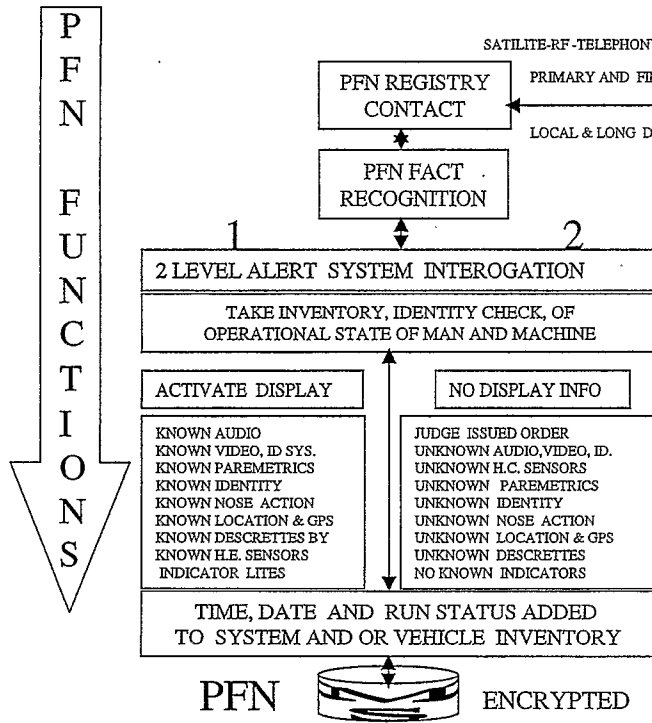 PFN FUNCTIONS
SATILITE-RF-TELEPHON
PRIMARY AND FI
LOCAL & LONG D
PFN REGISTRY
CONTACT
PFN FACT
RECOGNITION
1 2
2 LEVEL ALERT SYSTEM INTEROGATION
TAKE INVENTORY, IDENTITY CHECK, OF
OPERATIONAL STATE OF MAN AND MACHINE
ACTIVATE DISPLAY
KNOWN AUDIO
KNOWN VIDEO, ID SYS.
KNOWN PAREMETRICS
KNOWN IDENTITY
KNOWN NOSE ACTION
KNOWN LOCATION & GPS
KNOWN DESCRETTES BY
KNOWN H.E. SENSORS
INDICATOR LITES
NO DISPLAY INFO
JUDGE ISSUED ORDER
UNKNOWN AUDIO,VIDEO, ID.
UNKNOWN H.C. SENSORS
UNKNOWN PAREMETRICS
UNKNOWN IDENTITY
UNKNOWN NOSE ACTION
UNKNOWN LOCATION & GPS
UNKNOWN DESCRETTES
NO KNOWN INDICATORS
TIME, DATE AND RUN STATUS ADDED
TO SYSTEM AND OR VEHICLE INVENTORY
PFN ENCRYPTED